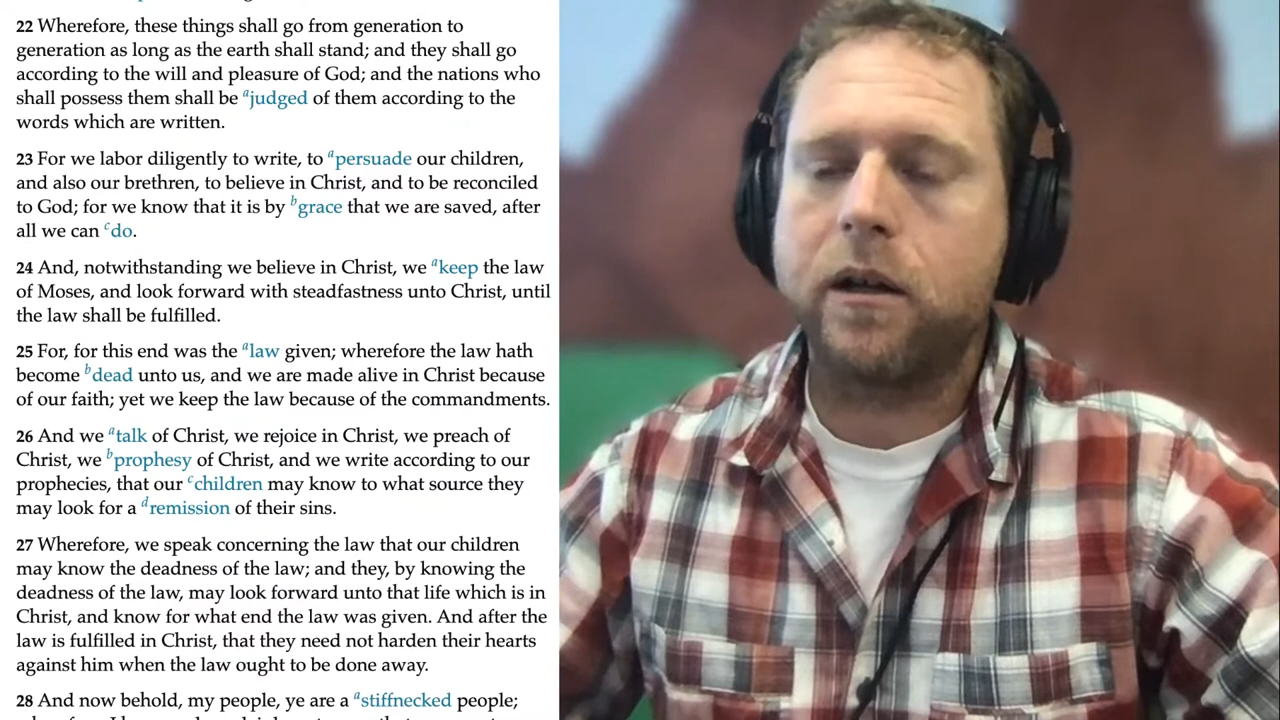 22 Wherefore, these things shall go from generation to
generation as long as the earth shall stand; and they shall go
according to the will and pleasure of God; and the nations who
shall possess them shall be a judged of them according to the
words which are written.
23 For we labor diligently to write, to a persuade our children,
and also our brethren, to believe in Christ, and to be reconciled
to God; for we know that it is by b grace that we are saved, after
all we can c do.
24 And, notwithstanding we believe in Christ, we a keep the law
of Moses, and look forward with steadfastness unto Christ, until
the law shall be fulfilled.
25 For, for this end was the a law given; wherefore the law hath
become b dead unto us, and we are made alive in Christ because
of our faith; yet we keep the law because of the commandments.
26 And we a talk of Christ, we rejoice in Christ, we preach of
Christ, we b prophesy of Christ, and we write according to our
prophecies, that our c children may know to what source they
may look for a d remission of their sins.
27 Wherefore, we speak concerning the law that our children
may know the deadness of the law; and they, by knowing the
deadness of the law, may look forward unto that life which is in
Christ, and know for what end the law was given. And after the
law is fulfilled in Christ, that they need not harden their hearts
against him when the law ought to be done away.
28 And now behold, my people, ye are a a stiffnecked people;